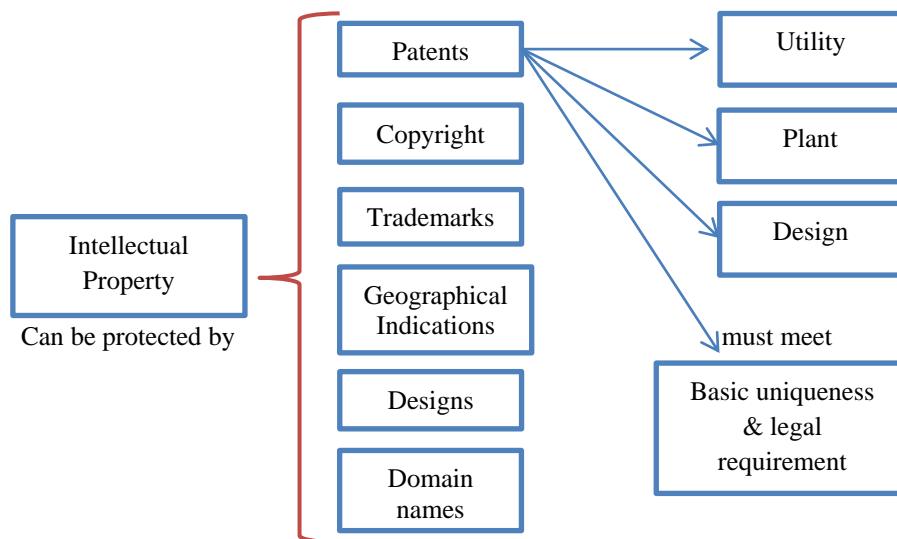 Intellectual
Property
Can be protected by
Patents
Copyright
Trademarks
Geographical
Indications
Designs
Domain
names
Utility
Plant
Design
must meet
Basic uniqueness
& legal
requirement